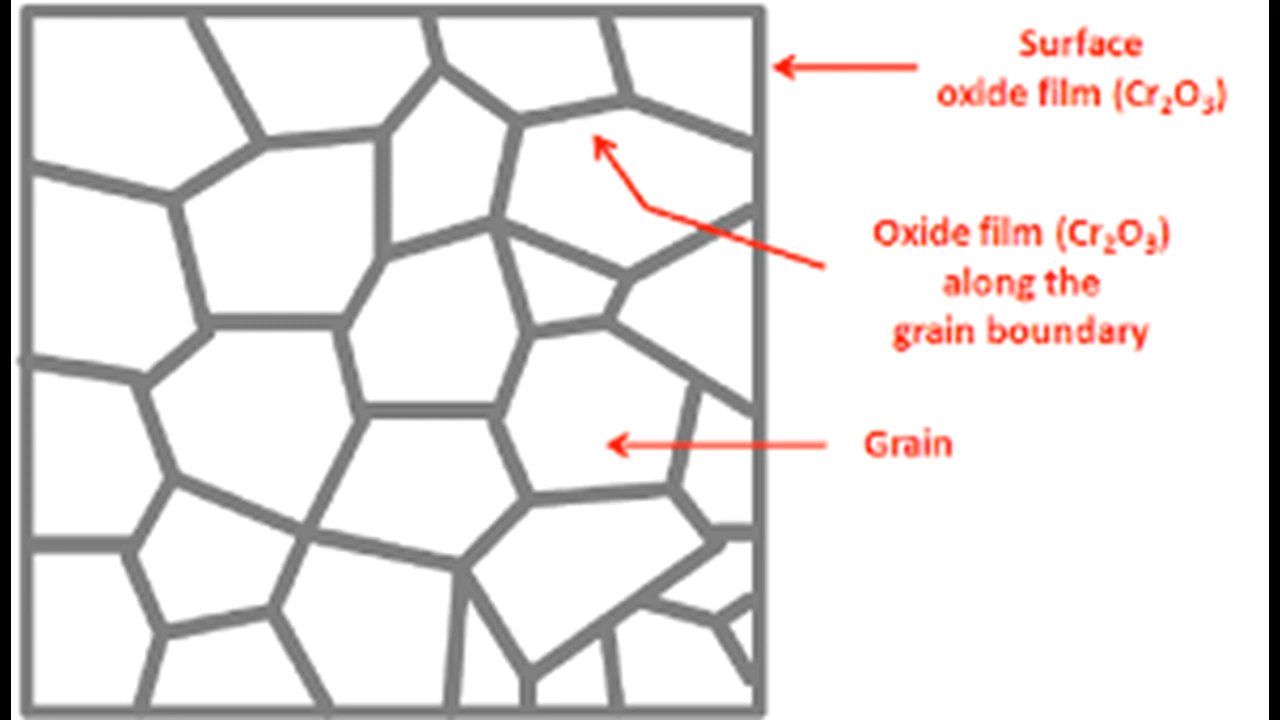 Surface
oxide film (Cr₂O₃)
Oxide film (Cr₂O₃)
along the
grain boundary
Grain